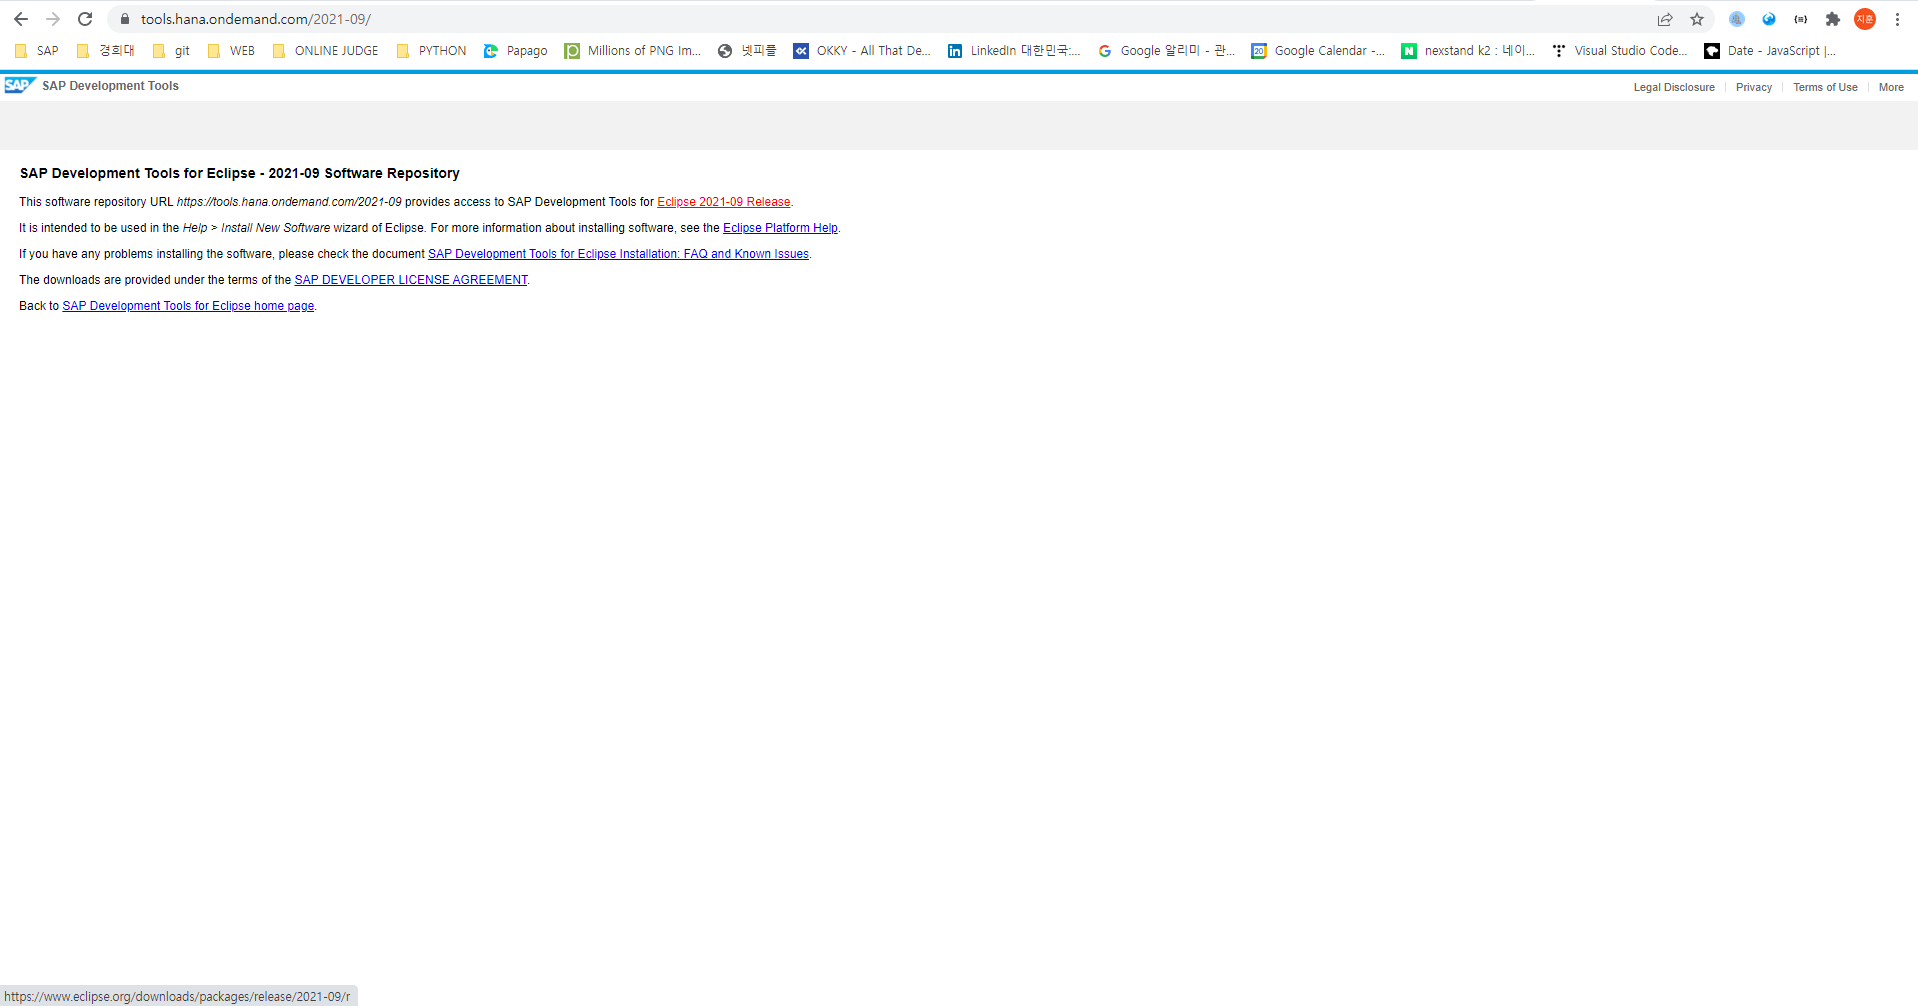 tools.hana.ondemand.com/2021-09/
지훈
SAP 경희대 git WEB ONLINE JUDGE PYTHON Papago Millions of PNG Im... 넷피플 OKKY - All That De... LinkedIn 대한민국:... Google 알리미 - 관... 20 Google Calendar -... N nexstand k2 : 네이... Visual Studio Code... Date - JavaScript |...
SAP SAP Development Tools Legal Disclosure Privacy Terms of Use More
SAP Development Tools for Eclipse - 2021-09 Software Repository
This software repository URL https://tools.hana.ondemand.com/2021-09 provides access to SAP Development Tools for Eclipse 2021-09 Release.
It is intended to be used in the Help > Install New Software wizard of Eclipse. For more information about installing software, see the Eclipse Platform Help.
If you have any problems installing the software, please check the document SAP Development Tools for Eclipse Installation: FAQ and Known Issues.
The downloads are provided under the terms of the SAP DEVELOPER LICENSE AGREEMENT.
Back to SAP Development Tools for Eclipse home page.
https://www.eclipse.org/downloads/packages/release/2021-09/r